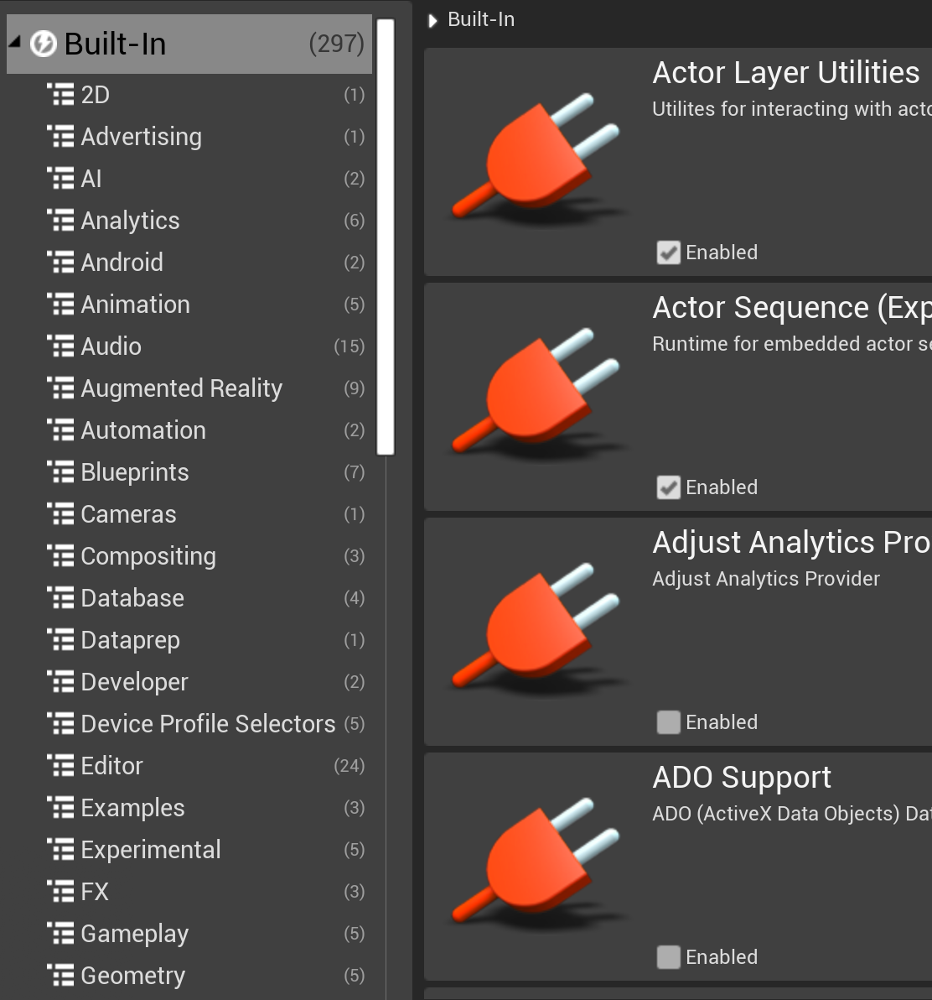 Built-In (297)
2D (1)
Advertising (1)
AI (2)
Analytics (6)
Android (2)
Animation (5)
Audio (15)
Augmented Reality (9)
Automation (2)
Blueprints (7)
Cameras (1)
Compositing (3)
Database (4)
Dataprep (1)
Developer (2)
Device Profile Selectors (5)
Editor (24)
Examples (3)
Experimental (5)
FX (3)
Gameplay (5)
Geometry (5)
Built-In
Actor Layer Utilities
Utilites for interacting with acto
Enabled
Actor Sequence (Exp
Runtime for embedded actor se
Enabled
Adjust Analytics Pro
Adjust Analytics Provider
Enabled
ADO Support
ADO (ActiveX Data Objects) Dat
Enabled